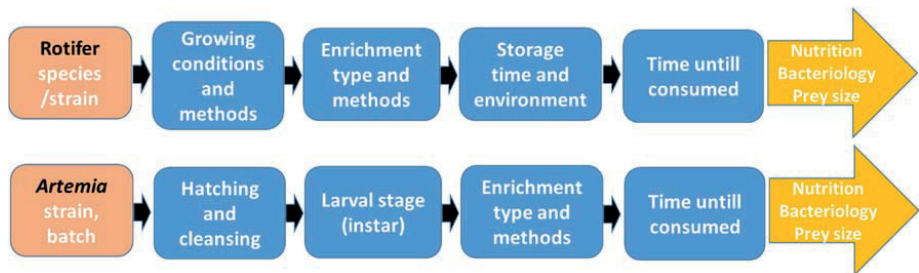 Rotifer
species
/strain
Growing
conditions
and
methods
Enrichment
type and
methods
Storage
time and
environment
Time untill
consumed
Nutrition
Bacteriology
Prey size
Artemia
strain,
batch
Hatching
and
cleansing
Larval stage
(instar)
Enrichment
type and
methods
Time untill
consumed
Nutrition
Bacteriology
Prey size